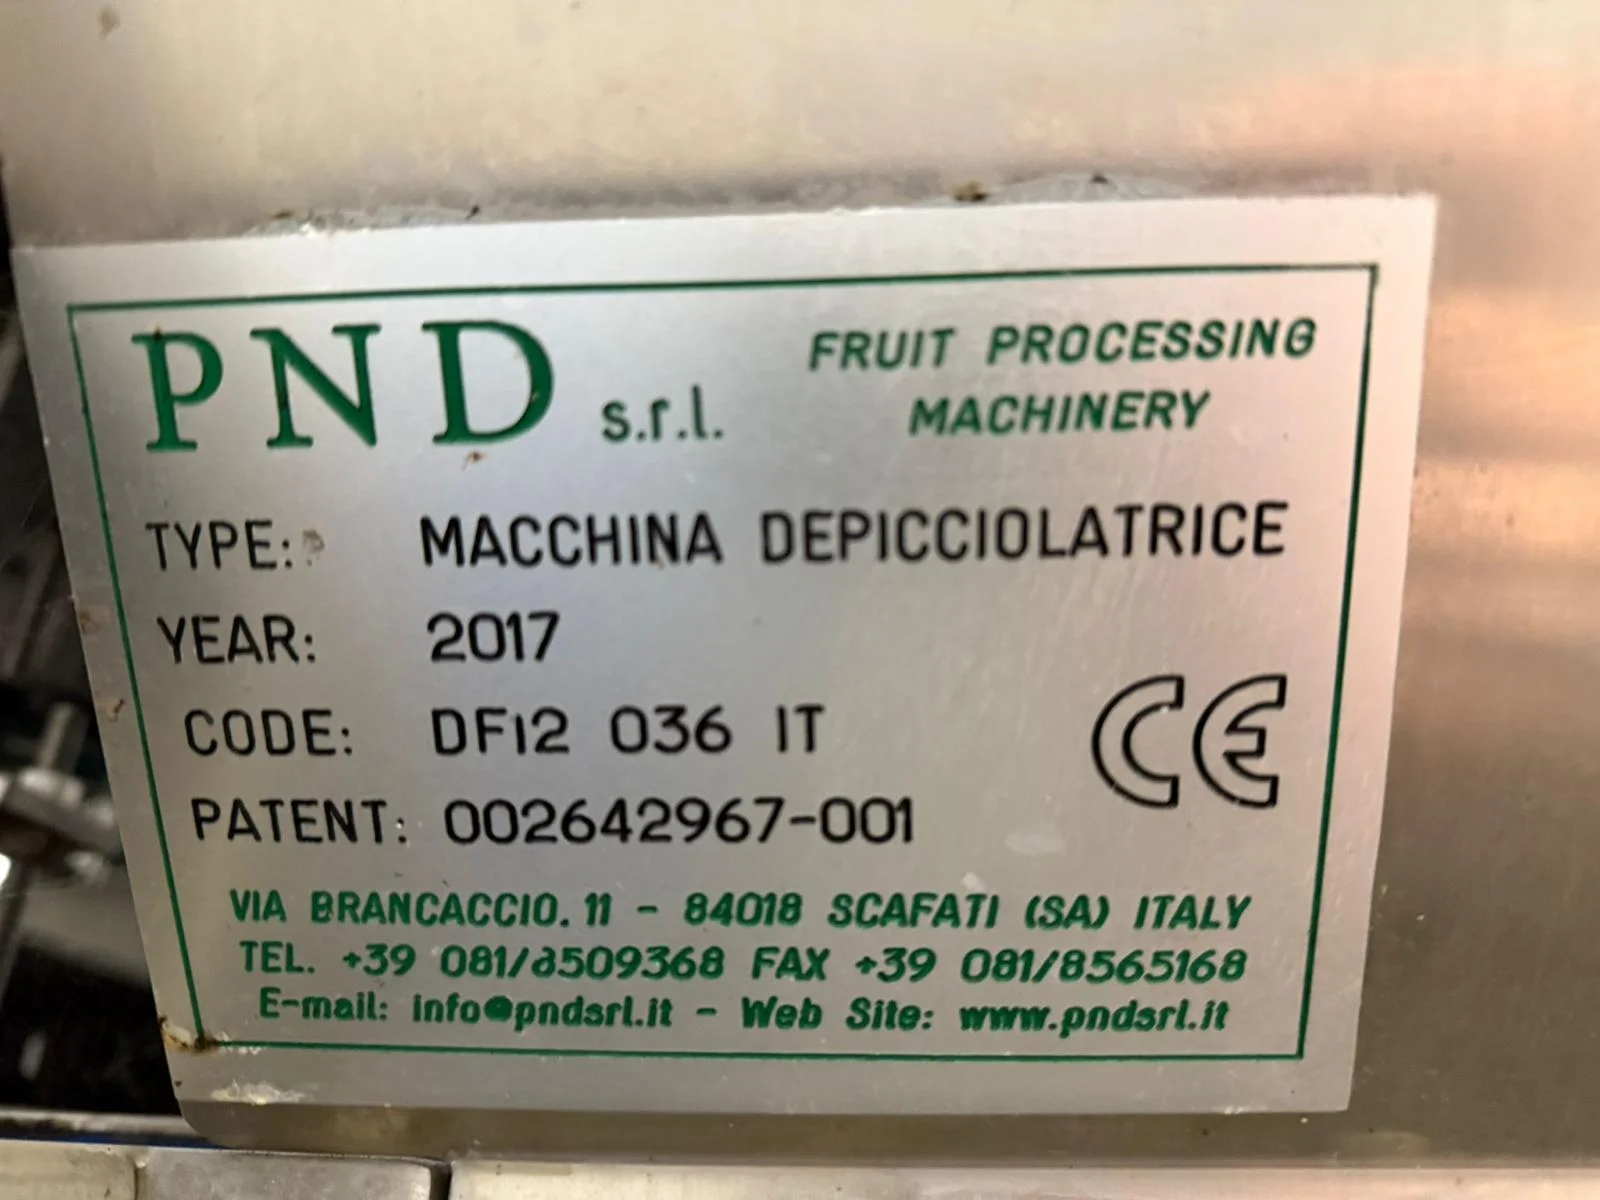 PND s.r.l. FRUIT PROCESSING
MACHINERY
TYPE: MACCHINA DEPICCIOLATRICE
YEAR: 2017
CODE: DF12 036 IT
PATENT: 002642967-001
CE
VIA BRANCACCIO, 11 - 84018 SCAFATI (SA) ITALY
TEL. +39 081/8509368 FAX +39 081/8565168
E-mail: info@pndsrl.it - Web Site: www.pndsrl.it